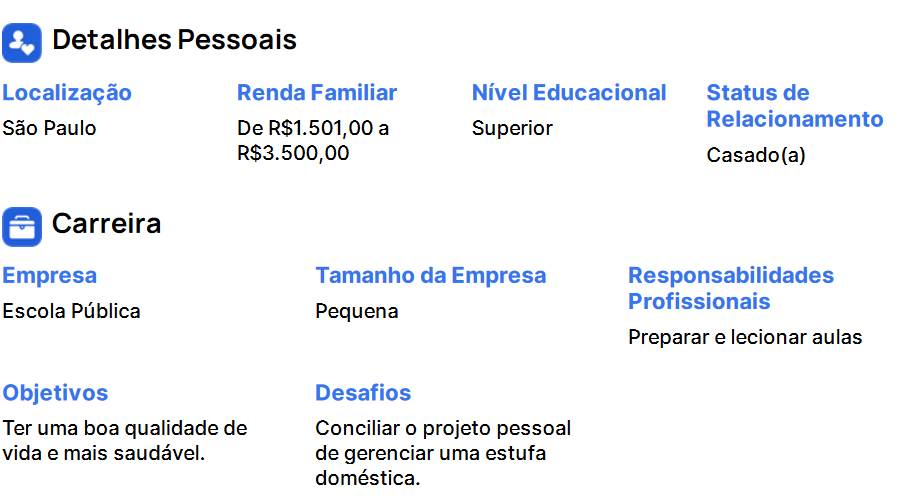 Detalhes Pessoais
Localização
São Paulo
Renda Familiar
De R$1.501,00 a
R$3.500,00
Nível Educacional
Superior
Status de
Relacionamento
Casado(a)
Carreira
Empresa
Escola Pública
Tamanho da Empresa
Pequena
Responsabilidades
Profissionais
Preparar e lecionar aulas
Objetivos
Ter uma boa qualidade de
vida e mais saudável.
Desafios
Conciliar o projeto pessoal
de gerenciar uma estufa
doméstica.